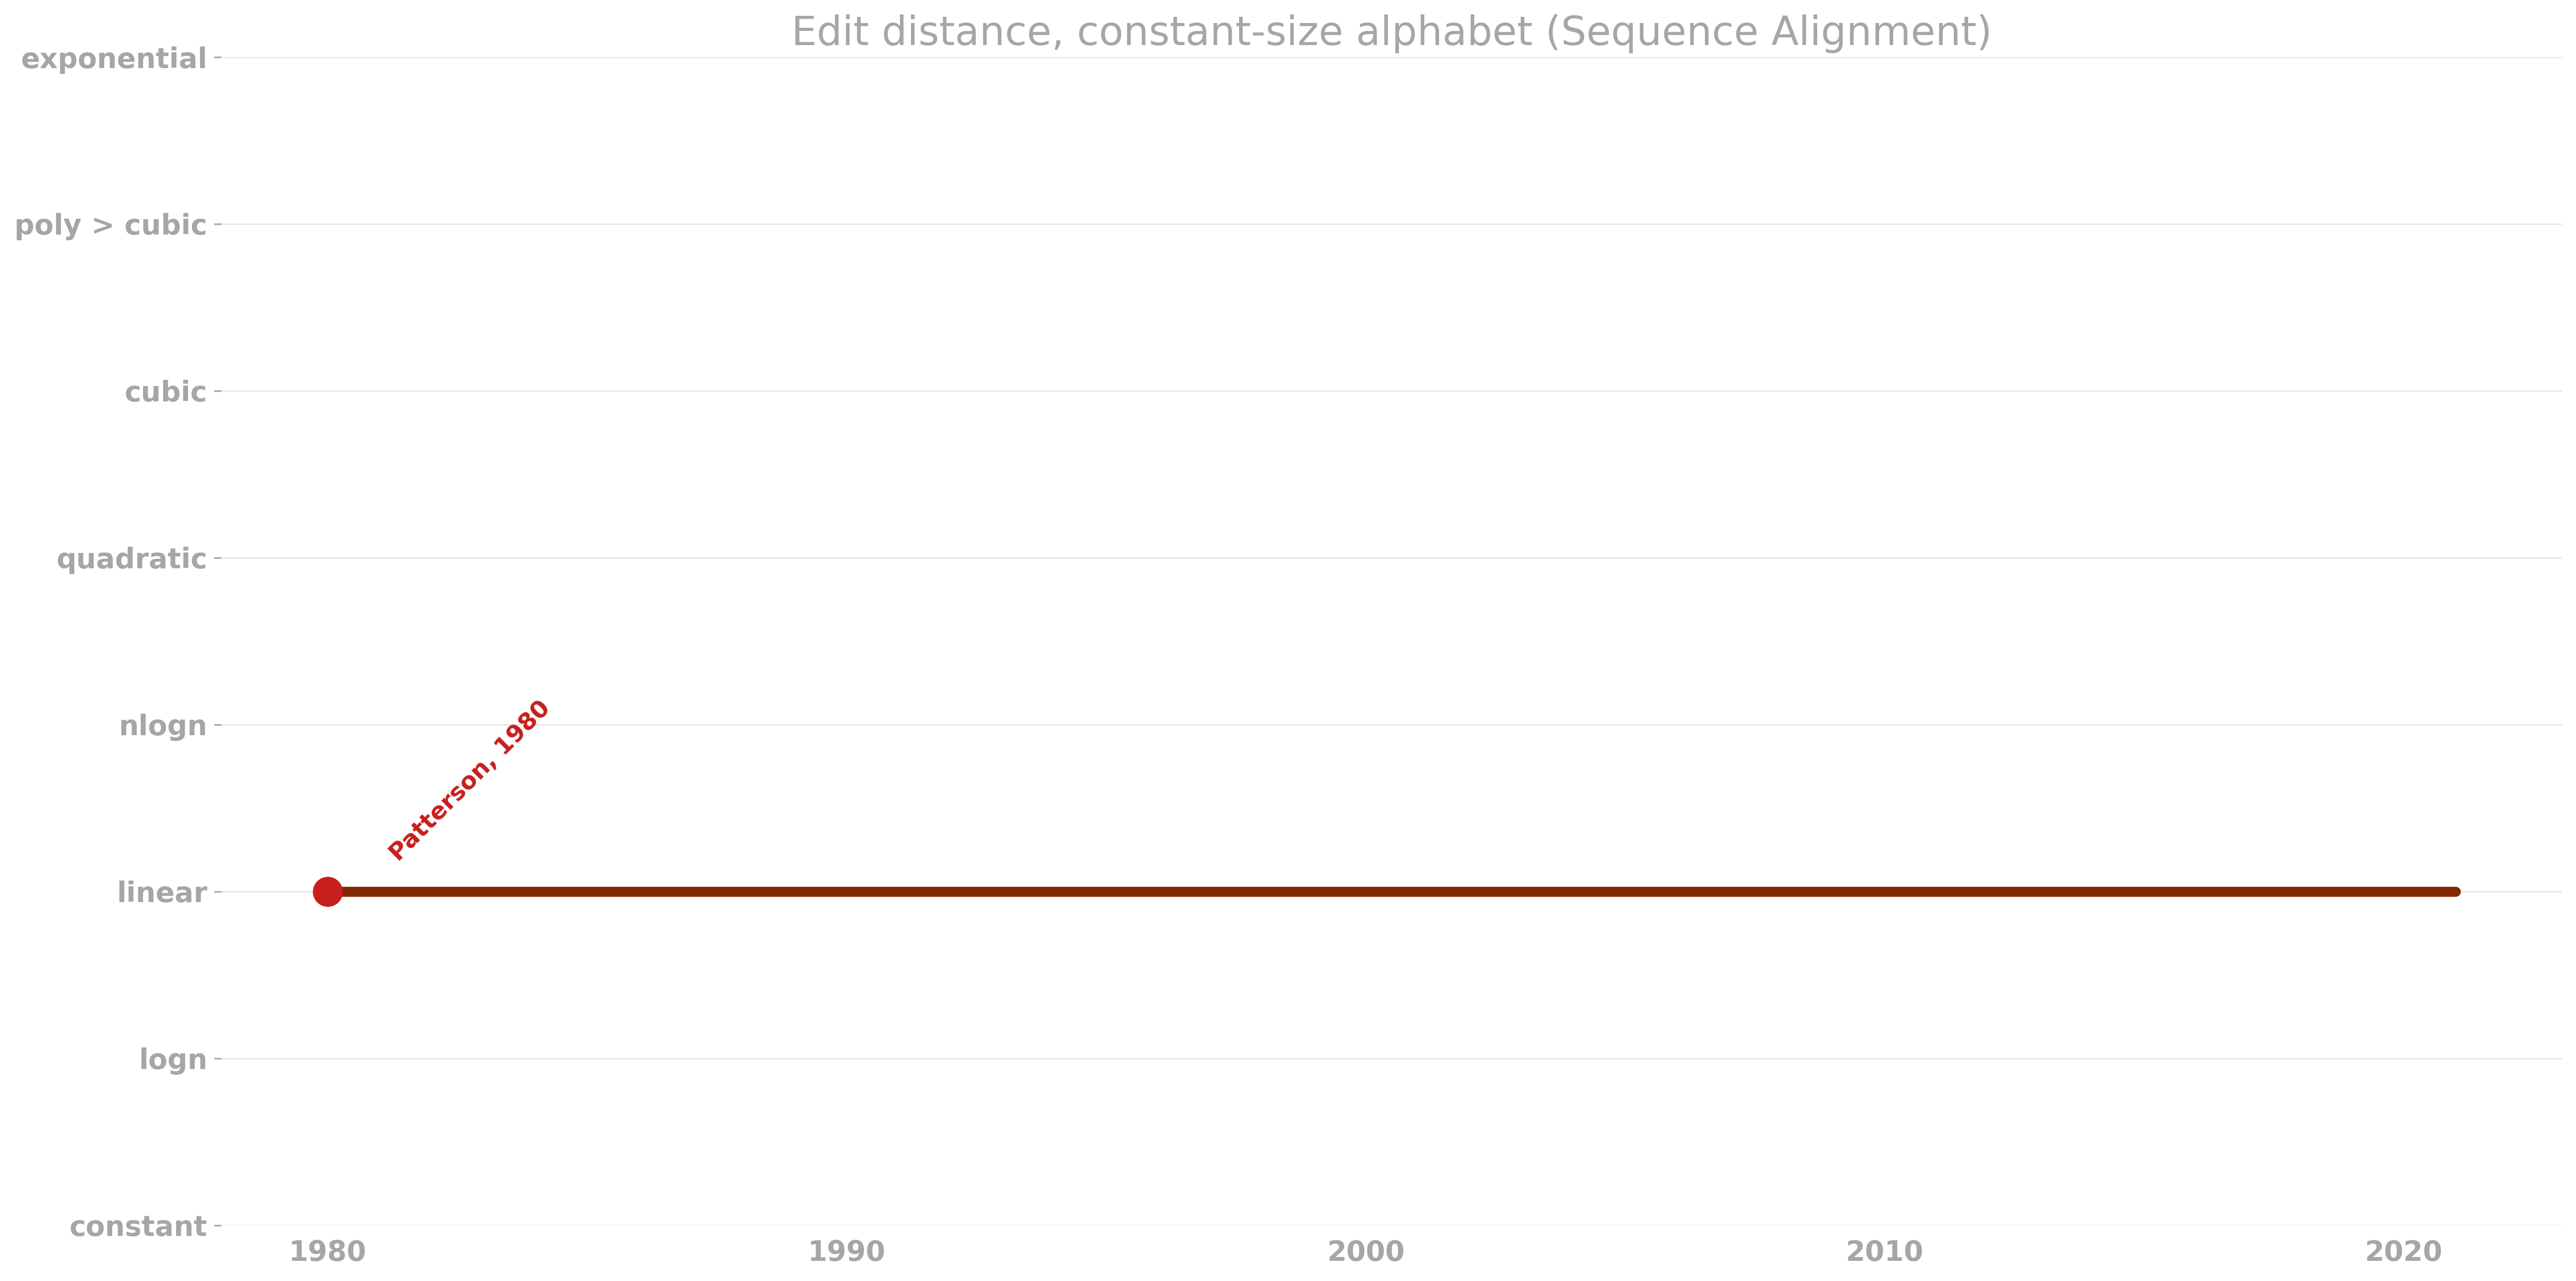 Edit distance, constant-size alphabet (Sequence Alignment)
exponential
poly > cubic
cubic
quadratic
nlogn
Patterson, 1980
linear
logn
constant
1980 1990 2000 2010 2020